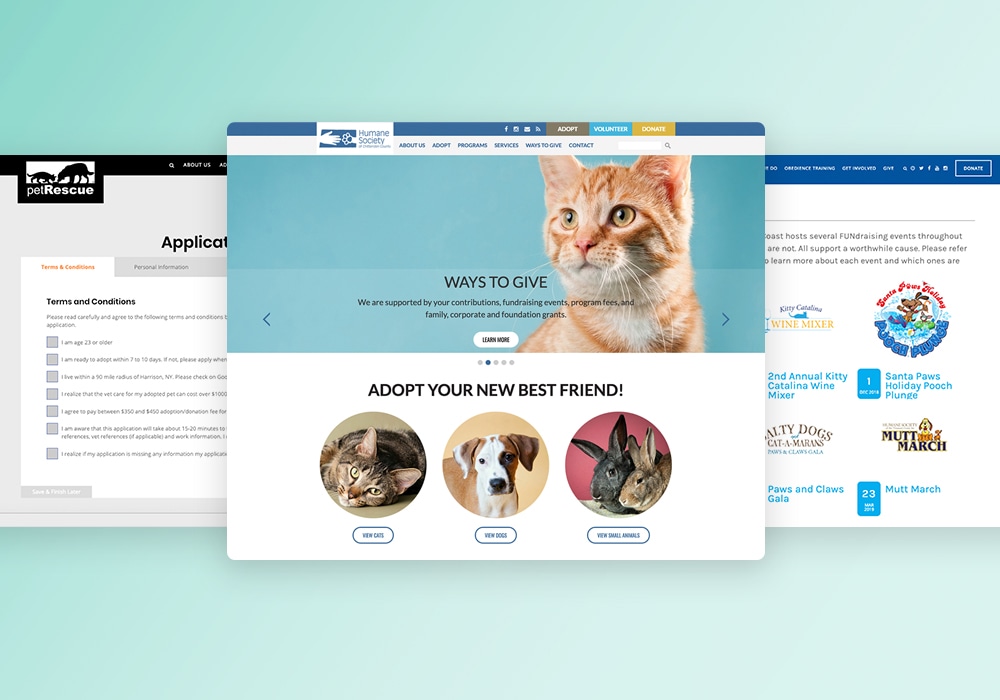 petRescue
ABOUT US
Applicat
Terms & Conditions
Personal Information
Terms and Conditions
Please read carefully and agree to the following terms and conditions b
application.
I am age 23 or older
I am ready to adopt within 7 to 10 days. If not, please apply when
I live within a 90 mile radius of Harrison, NY. Please check on Goo
I realize that the vet care for my adopted pet can cost over $1000
I agree to pay between $350 and $450 adoption/donation fee for
I am aware that this application will take about 15-20 minutes to
references, vet references (if applicable) and work information. I
I realize if my application is missing any information my applicati
Save & Finish Later
Humane
Society
ADOPT
VOLUNTEER
DONATE
ABOUT US
ADOPT
PROGRAMS
SERVICES
WAYS TO GIVE
CONTACT
WAYS TO GIVE
We are supported by your contributions, fundraising events, program fees, and
family, corporate and foundation grants.
LEARN MORE
ADOPT YOUR NEW BEST FRIEND!
VIEW CATS
VIEW DOGS
VIEW SMALL ANIMALS
DO
OBEDIENCE TRAINING
GET INVOLVED
GIVE
DONATE
oast hosts several FUNdraising events throughout
are not. All support a worthwhile cause. Please refer
o learn more about each event and which ones are
Kitty Catalina
WINE MIXER
Santa Paws Holiday
POOCH PLUNGE
2nd Annual Kitty
Catalina Wine
Mixer
1
DEC 2018
Santa Paws
Holiday Pooch
Plunge
ALTY DOGS
and
CAT-A-MARANS
PAWS & CLAWS GALA
MUTT
MARCH
Paws and Claws
Gala
23
MAR
2019
Mutt March